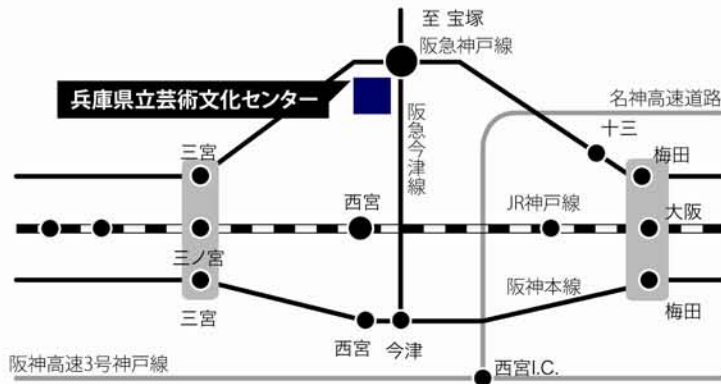 至 宝塚
阪急神戸線
兵庫県立芸術文化センター
名神高速道路
阪急今津線
十三
三宮
梅田
西宮
JR神戸線
大阪
三ノ宮
阪神本線
三宮
梅田
西宮
今津
阪神高速3号神戸線
西宮I.C.